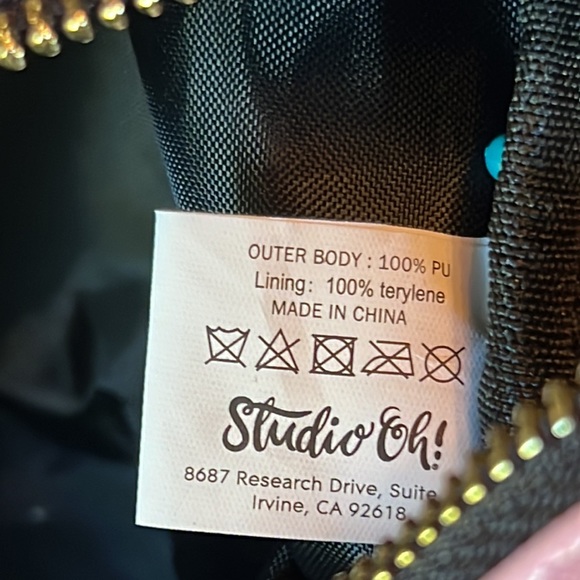 OUTER BODY : 100% PU
Lining: 100% terylene
MADE IN CHINA
Studio Oh!
8687 Research Drive, Suite
Irvine, CA 92618